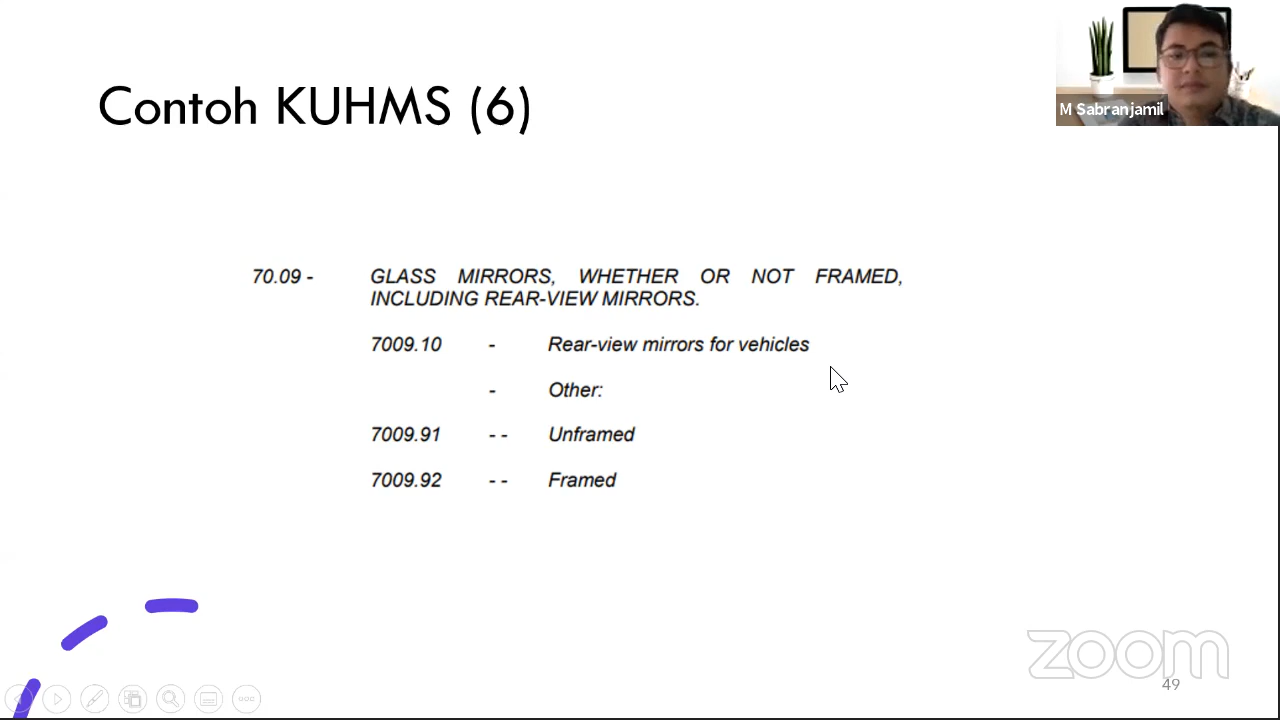 M Sabranjamil
Contoh KUHMS (6)
70.09 - GLASS MIRRORS, WHETHER OR NOT FRAMED,
INCLUDING REAR-VIEW MIRRORS.
7009.10 - Rear-view mirrors for vehicles
- Other:
7009.91 - - Unframed
7009.92 - - Framed
zoom
49